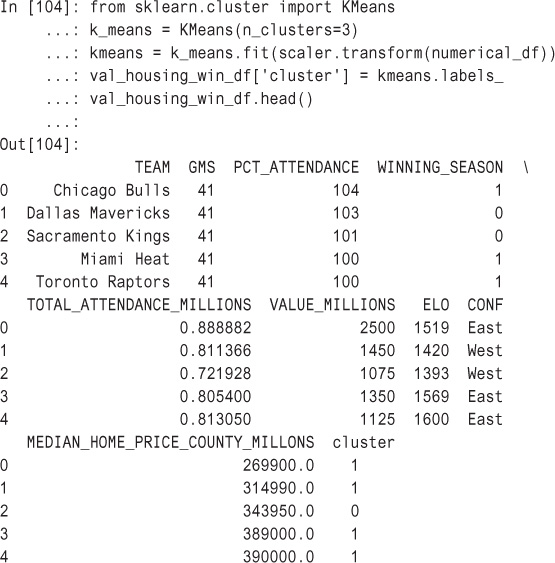 In [104]: from sklearn.cluster import KMeans
     ...: k_means = KMeans(n_clusters=3)
     ...: kmeans = k_means.fit(scaler.transform(numerical_df))
     ...: val_housing_win_df['cluster'] = kmeans.labels_
     ...: val_housing_win_df.head()
     ...:
Out[104]:
               TEAM  GMS  PCT_ATTENDANCE  WINNING_SEASON  \
0     Chicago Bulls   41             104               1
1  Dallas Mavericks   41             103               0
2  Sacramento Kings   41             101               0
3        Miami Heat   41             100               1
4   Toronto Raptors   41             100               1
   TOTAL_ATTENDANCE_MILLIONS  VALUE_MILLIONS   ELO  CONF
0                   0.888882            2500  1519  East
1                   0.811366            1450  1420  West
2                   0.721928            1075  1393  West
3                   0.805400            1350  1569  East
4                   0.813050            1125  1600  East
   MEDIAN_HOME_PRICE_COUNTY_MILLONS  cluster
0                          269900.0    1
1                          314990.0    1
2                          343950.0    0
3                          389000.0    1
4                          390000.0    1